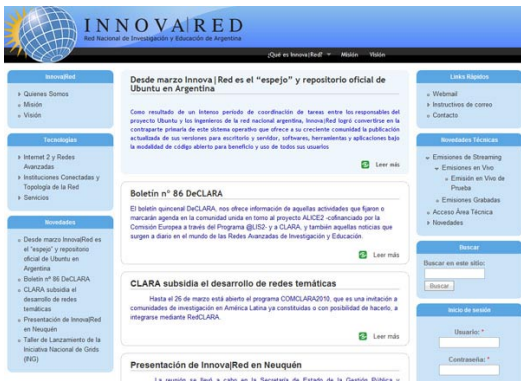 INNOVA|RED
Red Nacional de Investigación y Educación de Argentina
¿Qué es Innova|Red?
Misión
Visión
Innova|Red
Quienes Somos
Misión
Visión
Tecnologías
Internet 2 y Redes
Avanzadas
Instituciones Conectadas y
Topología de la Red
Servicios
Novedades
Desde marzo Innova|Red es
el "espejo" y repositorio
oficial de Ubuntu en
Argentina
Boletín nº 86 DeCLARA
CLARA subsidia el
desarrollo de redes
temáticas
Presentación de Innova|Red
en Neuquén
Taller de Lanzamiento de la
Iniciativa Nacional de Grids
(ING)
Desde marzo Innova|Red es el "espejo" y repositorio oficial de
Ubuntu en Argentina
Como resultado de un intenso período de coordinación de tareas entre los responsables del
proyecto Ubuntu y los ingenieros de la red nacional argentina, Innova|Red logró convertirse en la
contraparte primaria de este sistema operativo que ofrece a su creciente comunidad la publicación
actualizada de sus versiones para escritorio y servidor, softwares, herramientas y aplicaciones bajo
la modalidad de código abierto para beneficio y uso de todos sus usuarios
Leer más
Boletín nº 86 DeCLARA
El boletín quincenal DeCLARA, nos ofrece información de aquellas actividades que fijaron o
marcarán agenda en la comunidad unida en torno al proyecto ALICE2 -cofinanciado por la
Comisión Europea a través del Programa @LIS2- y a CLARA, y también aquellas noticias que
surgen a diario en el mundo de las Redes Avanzadas de Investigación y Educación.
Leer más
CLARA subsidia el desarrollo de redes temáticas
Hasta el 26 de marzo está abierto el programa COMCLARA2010, que es una invitación a
comunidades de investigación en América Latina ya constituidas o con posibilidad de hacerlo, a
integrarse mediante RedCLARA.
Leer más
Presentación de Innova|Red en Neuquén
La reunión se llevó a cabo en la Secretaría de Estado de la Gestión Pública y
Links Rápidos
Webmail
Instructivos de correo
Contacto
Novedades Técnicas
Emisiones de Streaming
Emisiones en Vivo
Emisión en Vivo de
Prueba
Emisiones Grabadas
Acceso Área Técnica
Novedades
Buscar
Buscar en este sitio:
Buscar
Inicio de sesión
Usuario: *
Contraseña: *